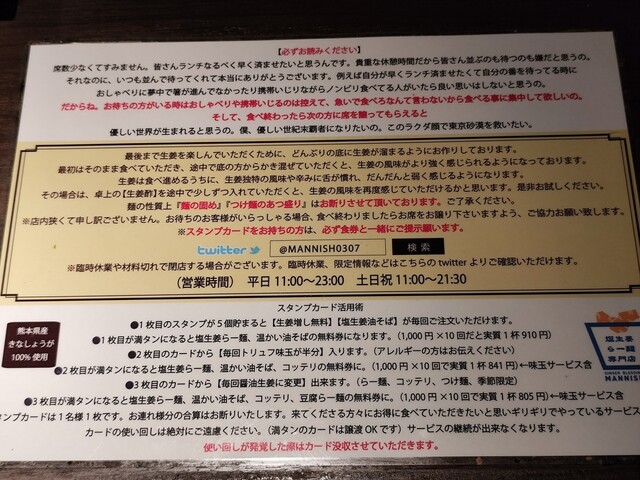 【必ずお読みください】
席数少なくてすみません。皆さんランチなるべく早く済ませたいと思うんです。貴重な休憩時間だから皆さん並ぶのも待つのも嫌だと思うの。
それなのに、いつも並んで待ってくれて本当にありがとうございます。例えば自分が早くランチ済ませたくて自分の番を待ってる時に
おしゃべりに夢中で箸が進んでなかったり携帯いじりながらノンビリ食べてる人がいたら良い思いはしないと思うの。
だからね。お待ちの方がいる時はおしゃべりや携帯いじるのは控えて、急いで食べろなんて言わないから食べる事に集中して欲しいの。
そして、食べ終わったら次の方に席を譲ってもらえると
優しい世界が生まれると思うの。僕、優しい世紀末覇者になりたいの。このラクダ顔で東京砂漠を救いたい。
最後まで生姜を楽しんでいただくために、どんぶりの底に生姜が溜まるようにお作りしております。
最初はそのまま食べていただき、途中で底の方からかき混ぜていただくと、生姜の風味がより強く感じられるようになっております。
生姜は食べ進めるうちに、生姜独特の風味や辛みに舌が慣れ、だんだんと弱く感じるようになります。
その場合は、卓上の【生姜酢】を途中で少しずつ入れていただくと、生姜の風味を再度感じていただけるかと思います。是非お試しください。
麺の性質上『麺の固め』『つけ麺のあつ盛り』はお断りさせて頂いております。ご了承ください。
※店内狭くて申し訳ございません。お待ちのお客様がいらっしゃる場合、食べ終わりましたらお席をお譲り下さいますよう、ご協力お願い致します。
※スタンプカードをお持ちの方は、必ず食券と一緒にご提示願います。
twitter @MANNISH0307 検索
※臨時休業や材料切れで閉店する場合がございます。臨時休業、限定情報などはこちらの twitter よりご確認いただけます。
（営業時間） 平日 11:00〜23:00 土日祝 11:00〜21:30
スタンプカード活用術
熊本県産
きなしょうが
100% 使用
●1 枚目のスタンプが 5 個貯まると【生姜増し無料】【塩生姜油そば】が毎回ご注文いただけます。
●1 枚目が満タンになると生姜らー麺、温かい油そばの無料券になります。（1,000 円 ×10 回だと実質 1 杯 910 円）
●2 枚目のカードから【毎回トリュフ味玉が半分】入ります。（アレルギーの方はお伝えください）
●2 枚目が満タンになると生姜らー麺、温かい油そば、コッテリの無料券に。（1,000 円 ×10 回で実質 1 杯 841 円）←味玉サービス含
●3 枚目のカードから【毎回醤油生姜に変更】出来ます。（らー麺、コッテリ、つけ麺、季節限定）
●3 枚目が満タンになると生姜らー麺、温かい油そば、コッテリ、豆腐らー麺の無料券に。（1,000 円 ×10 回で実質 1 杯 805 円）←味玉サービス含
塩生姜
らー麺
専門店
MANNISH
タンプカードは 1 名様 1 枚です。お連れ様分の合算はお断りいたします。来てくださる方々にお得に食べていただきたいと思いギリギリでやっているサービス
カードの使い回しは絶対にご遠慮ください。（満タンのカードは譲渡 OK です）サービスの継続が出来なくなります。
使い回しが発覚した際はカード没収させていただきます。